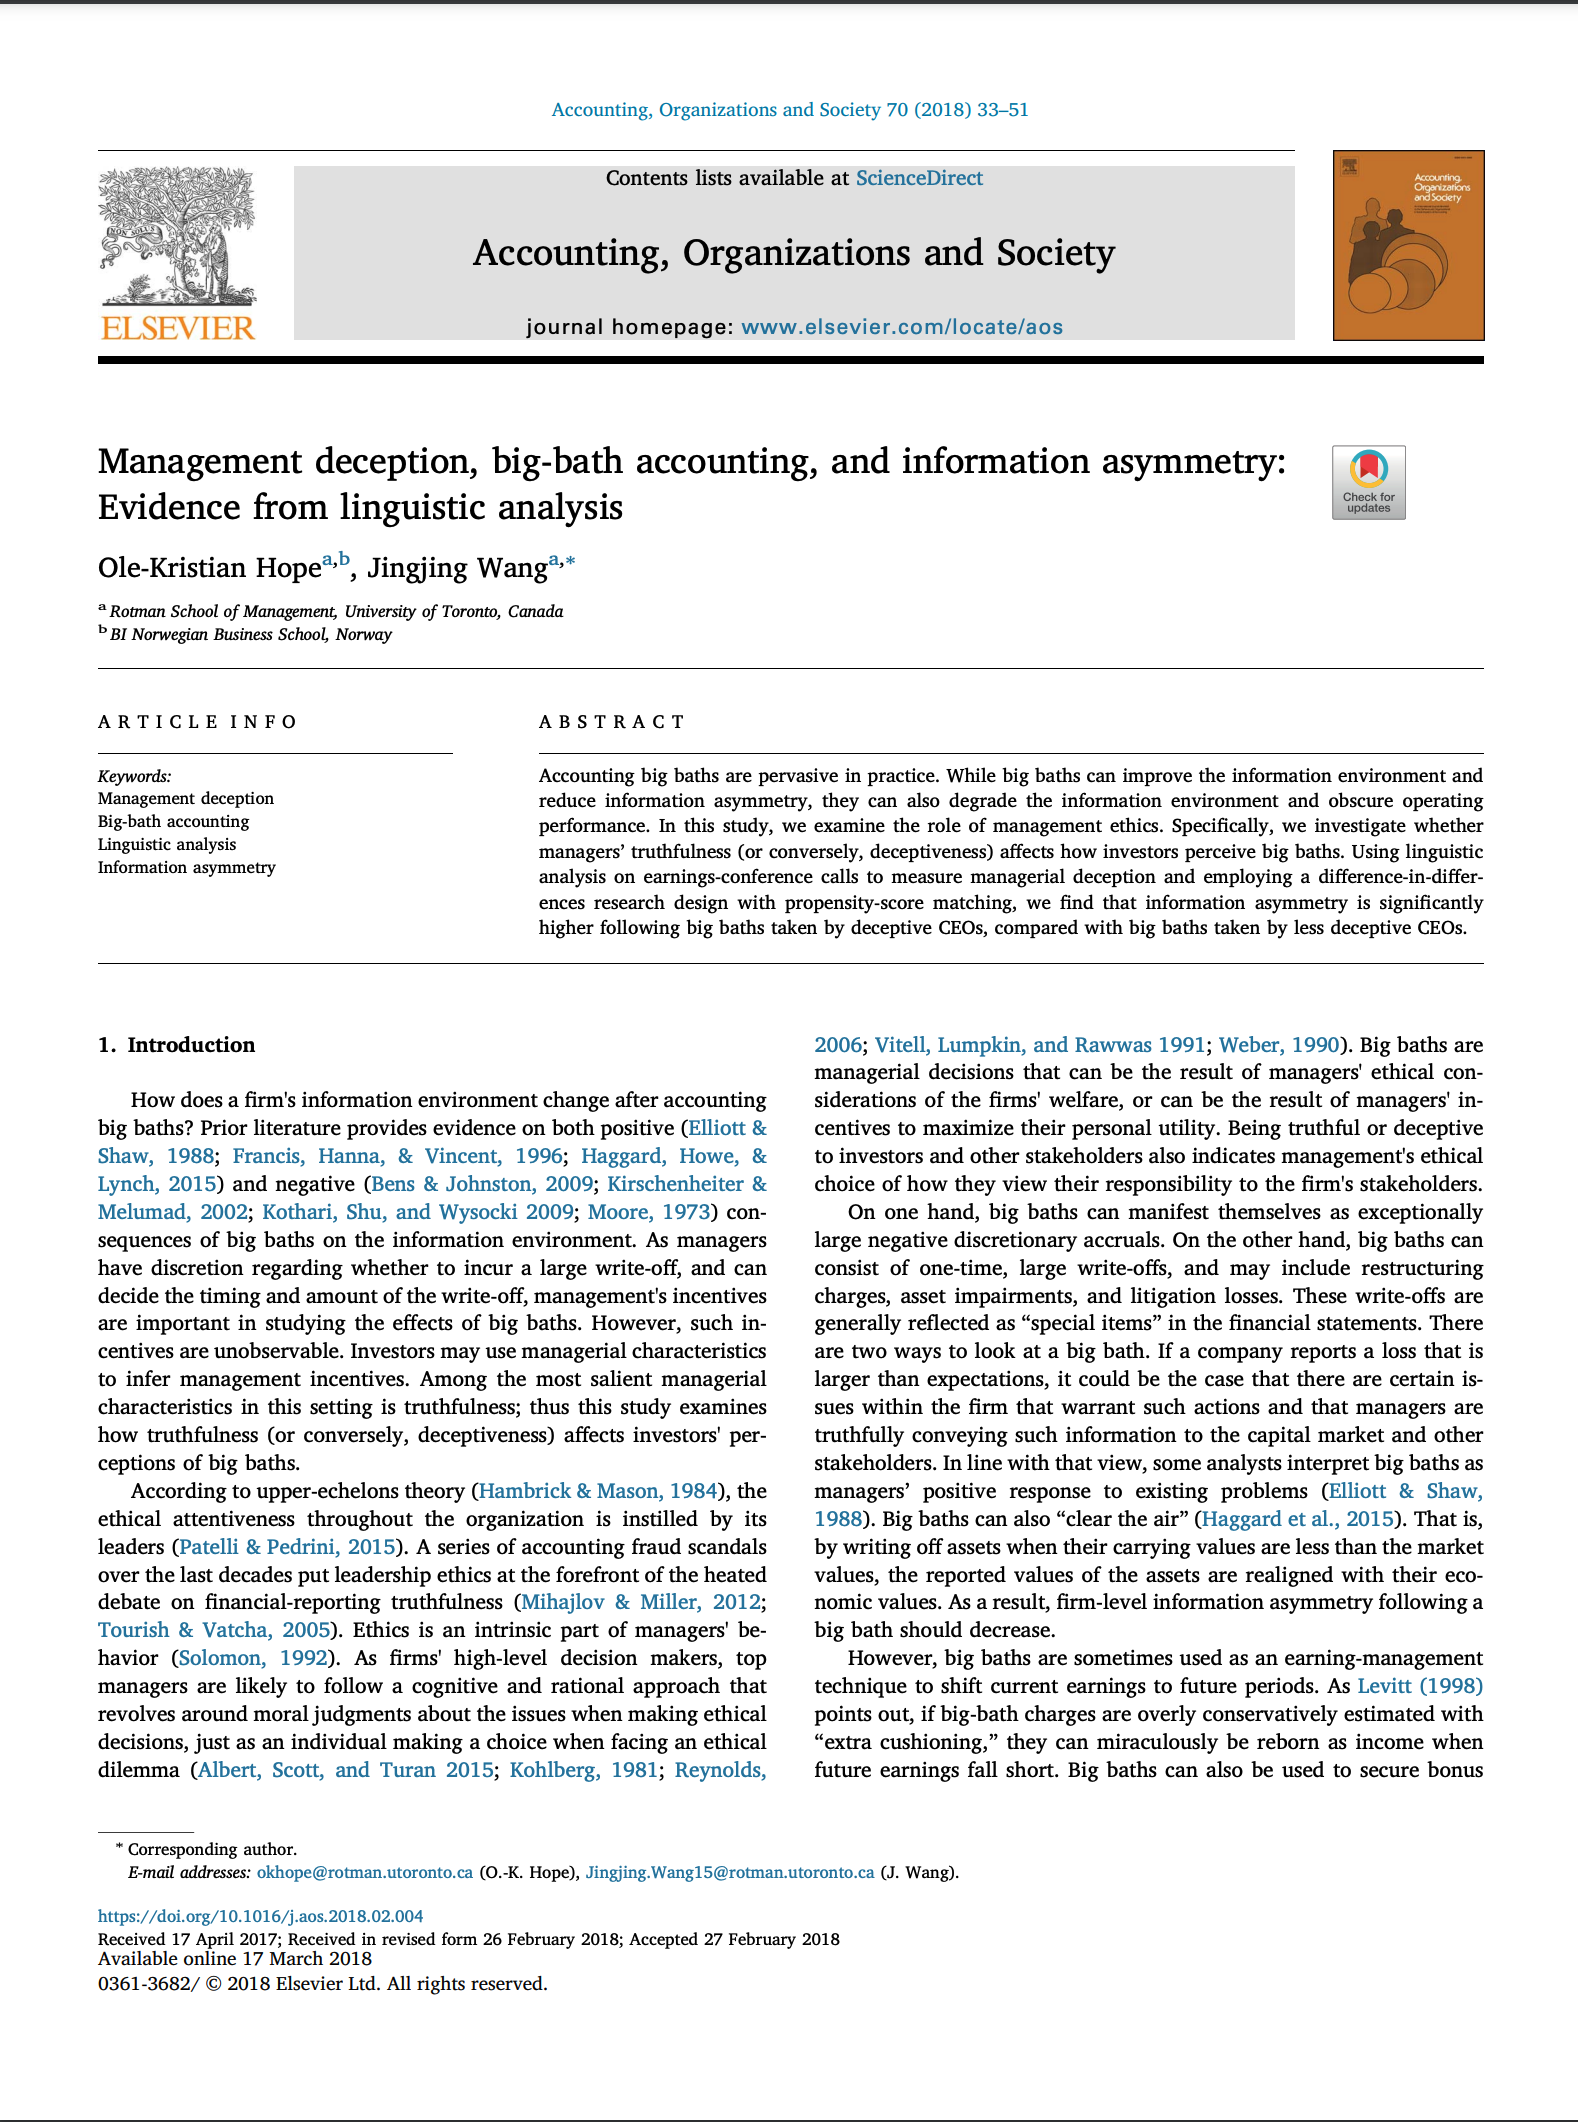 Accounting, Organizations and Society 70 (2018) 33–51
Contents lists available at ScienceDirect
Accounting, Organizations and Society
journal homepage: www.elsevier.com/locate/aos
NON SOLUS
ELSEVIER
Accounting,
Organizations
and Society
Management deception, big-bath accounting, and information asymmetry:
Evidence from linguistic analysis
Check for
updates
Ole-Kristian Hopea,b, Jingjing Wanga,*
a Rotman School of Management, University of Toronto, Canada
b BI Norwegian Business School, Norway
ARTICLE INFO
Keywords:
Management deception
Big-bath accounting
Linguistic analysis
Information asymmetry
ABSTRACT
Accounting big baths are pervasive in practice. While big baths can improve the information environment and
reduce information asymmetry, they can also degrade the information environment and obscure operating
performance. In this study, we examine the role of management ethics. Specifically, we investigate whether
managers’ truthfulness (or conversely, deceptiveness) affects how investors perceive big baths. Using linguistic
analysis on earnings-conference calls to measure managerial deception and employing a difference-in-differ-
ences research design with propensity-score matching, we find that information asymmetry is significantly
higher following big baths taken by deceptive CEOs, compared with big baths taken by less deceptive CEOs.
1. Introduction
How does a firm's information environment change after accounting
big baths? Prior literature provides evidence on both positive (Elliott &
Shaw, 1988; Francis, Hanna, & Vincent, 1996; Haggard, Howe, &
Lynch, 2015) and negative (Bens & Johnston, 2009; Kirschenheiter &
Melumad, 2002; Kothari, Shu, and Wysocki 2009; Moore, 1973) con-
sequences of big baths on the information environment. As managers
have discretion regarding whether to incur a large write-off, and can
decide the timing and amount of the write-off, management's incentives
are important in studying the effects of big baths. However, such in-
centives are unobservable. Investors may use managerial characteristics
to infer management incentives. Among the most salient managerial
characteristics in this setting is truthfulness; thus this study examines
how truthfulness (or conversely, deceptiveness) affects investors' per-
ceptions of big baths.
According to upper-echelons theory (Hambrick & Mason, 1984), the
ethical attentiveness throughout the organization is instilled by its
leaders (Patelli & Pedrini, 2015). A series of accounting fraud scandals
over the last decades put leadership ethics at the forefront of the heated
debate on financial-reporting truthfulness (Mihajlov & Miller, 2012;
Tourish & Vatcha, 2005). Ethics is an intrinsic part of managers' be-
havior (Solomon, 1992). As firms' high-level decision makers, top
managers are likely to follow a cognitive and rational approach that
revolves around moral judgments about the issues when making ethical
decisions, just as an individual making a choice when facing an ethical
dilemma (Albert, Scott, and Turan 2015; Kohlberg, 1981; Reynolds,
2006; Vitell, Lumpkin, and Rawwas 1991; Weber, 1990). Big baths are
managerial decisions that can be the result of managers' ethical con-
siderations of the firms' welfare, or can be the result of managers' in-
centives to maximize their personal utility. Being truthful or deceptive
to investors and other stakeholders also indicates management's ethical
choice of how they view their responsibility to the firm's stakeholders.
On one hand, big baths can manifest themselves as exceptionally
large negative discretionary accruals. On the other hand, big baths can
consist of one-time, large write-offs, and may include restructuring
charges, asset impairments, and litigation losses. These write-offs are
generally reflected as “special items” in the financial statements. There
are two ways to look at a big bath. If a company reports a loss that is
larger than expectations, it could be the case that there are certain is-
sues within the firm that warrant such actions and that managers are
truthfully conveying such information to the capital market and other
stakeholders. In line with that view, some analysts interpret big baths as
managers’ positive response to existing problems (Elliott & Shaw,
1988). Big baths can also “clear the air” (Haggard et al., 2015). That is,
by writing off assets when their carrying values are less than the market
values, the reported values of the assets are realigned with their eco-
nomic values. As a result, firm-level information asymmetry following a
big bath should decrease.
However, big baths are sometimes used as an earning-management
technique to shift current earnings to future periods. As Levitt (1998)
points out, if big-bath charges are overly conservatively estimated with
“extra cushioning,” they can miraculously be reborn as income when
future earnings fall short. Big baths can also be used to secure bonus
* Corresponding author.
E-mail addresses: okhope@rotman.utoronto.ca (O.-K. Hope), Jingjing.Wang15@rotman.utoronto.ca (J. Wang).
https://doi.org/10.1016/j.aos.2018.02.004
Received 17 April 2017; Received in revised form 26 February 2018; Accepted 27 February 2018
Available online 17 March 2018
0361-3682/ © 2018 Elsevier Ltd. All rights reserved.